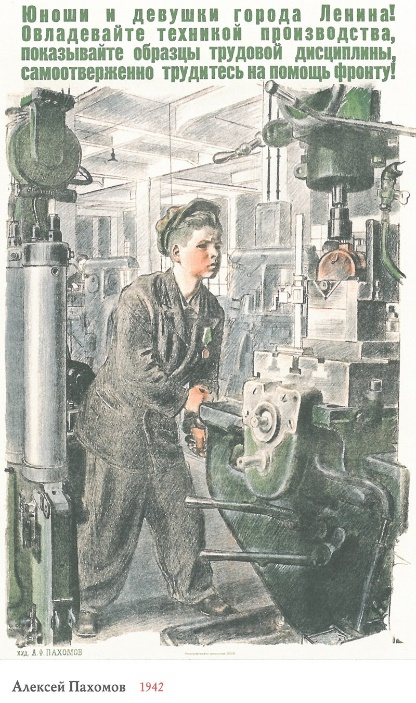 Юноши и девушки города Ленина!
Овладевайте техникой производства,
показывайте образцы трудовой дисциплины,
самоотверженно трудитесь на помощь фронту!
худ. А.Ф. ПАХОМОВ
Алексей Пахомов 1942